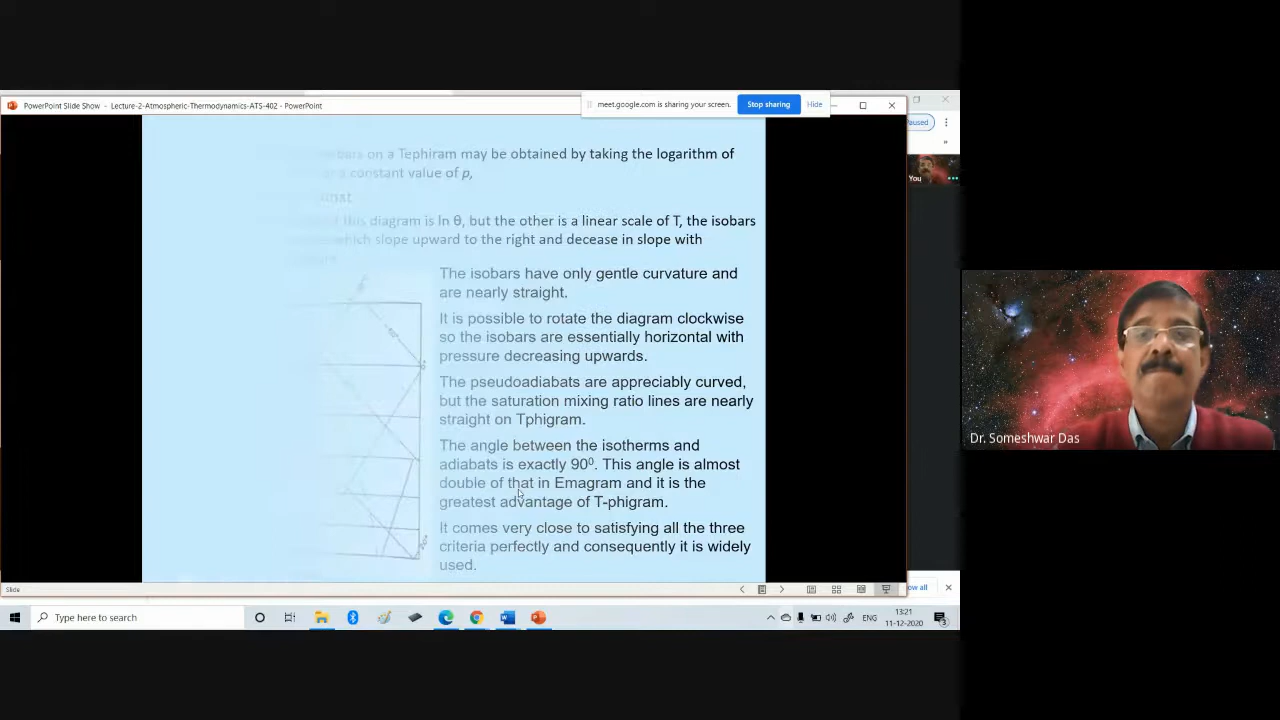 PowerPoint Slide Show - Lecture-2-Atmospheric-Thermodynamics-ATS-402 - PowerPoint
meet.google.com is sharing your screen. Stop sharing Hide
You
on a Tephiram may be obtained by taking the logarithm of
a constant value of p,
this diagram is ln θ, but the other is a linear scale of T, the isobars
which slope upward to the right and decease in slope with
The isobars have only gentle curvature and
are nearly straight.
It is possible to rotate the diagram clockwise
so the isobars are essentially horizontal with
pressure decreasing upwards.
The pseudoadiabats are appreciably curved,
but the saturation mixing ratio lines are nearly
straight on Tphigram.
The angle between the isotherms and
adiabats is exactly 90⁰. This angle is almost
double of that in Emagram and it is the
greatest advantage of T-phigram.
It comes very close to satisfying all the three
criteria perfectly and consequently it is widely
used.
Dr. Someshwar Das
Slide
Type here to search
ENG
13:21
11-12-2020